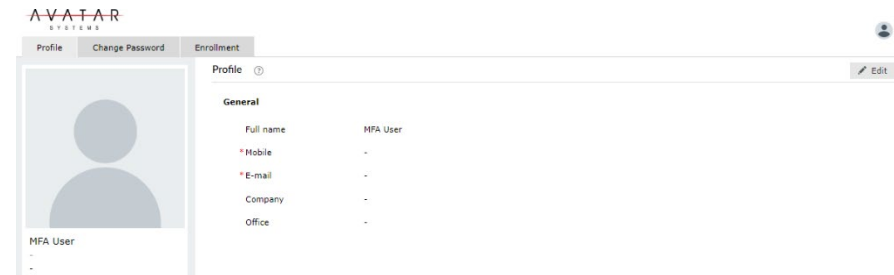 AVATAR
SYSTEMS
Profile Change Password Enrollment
Profile ?
Edit
General
Full name MFA User
* Mobile -
* E-mail -
Company -
Office -
MFA User
-
-